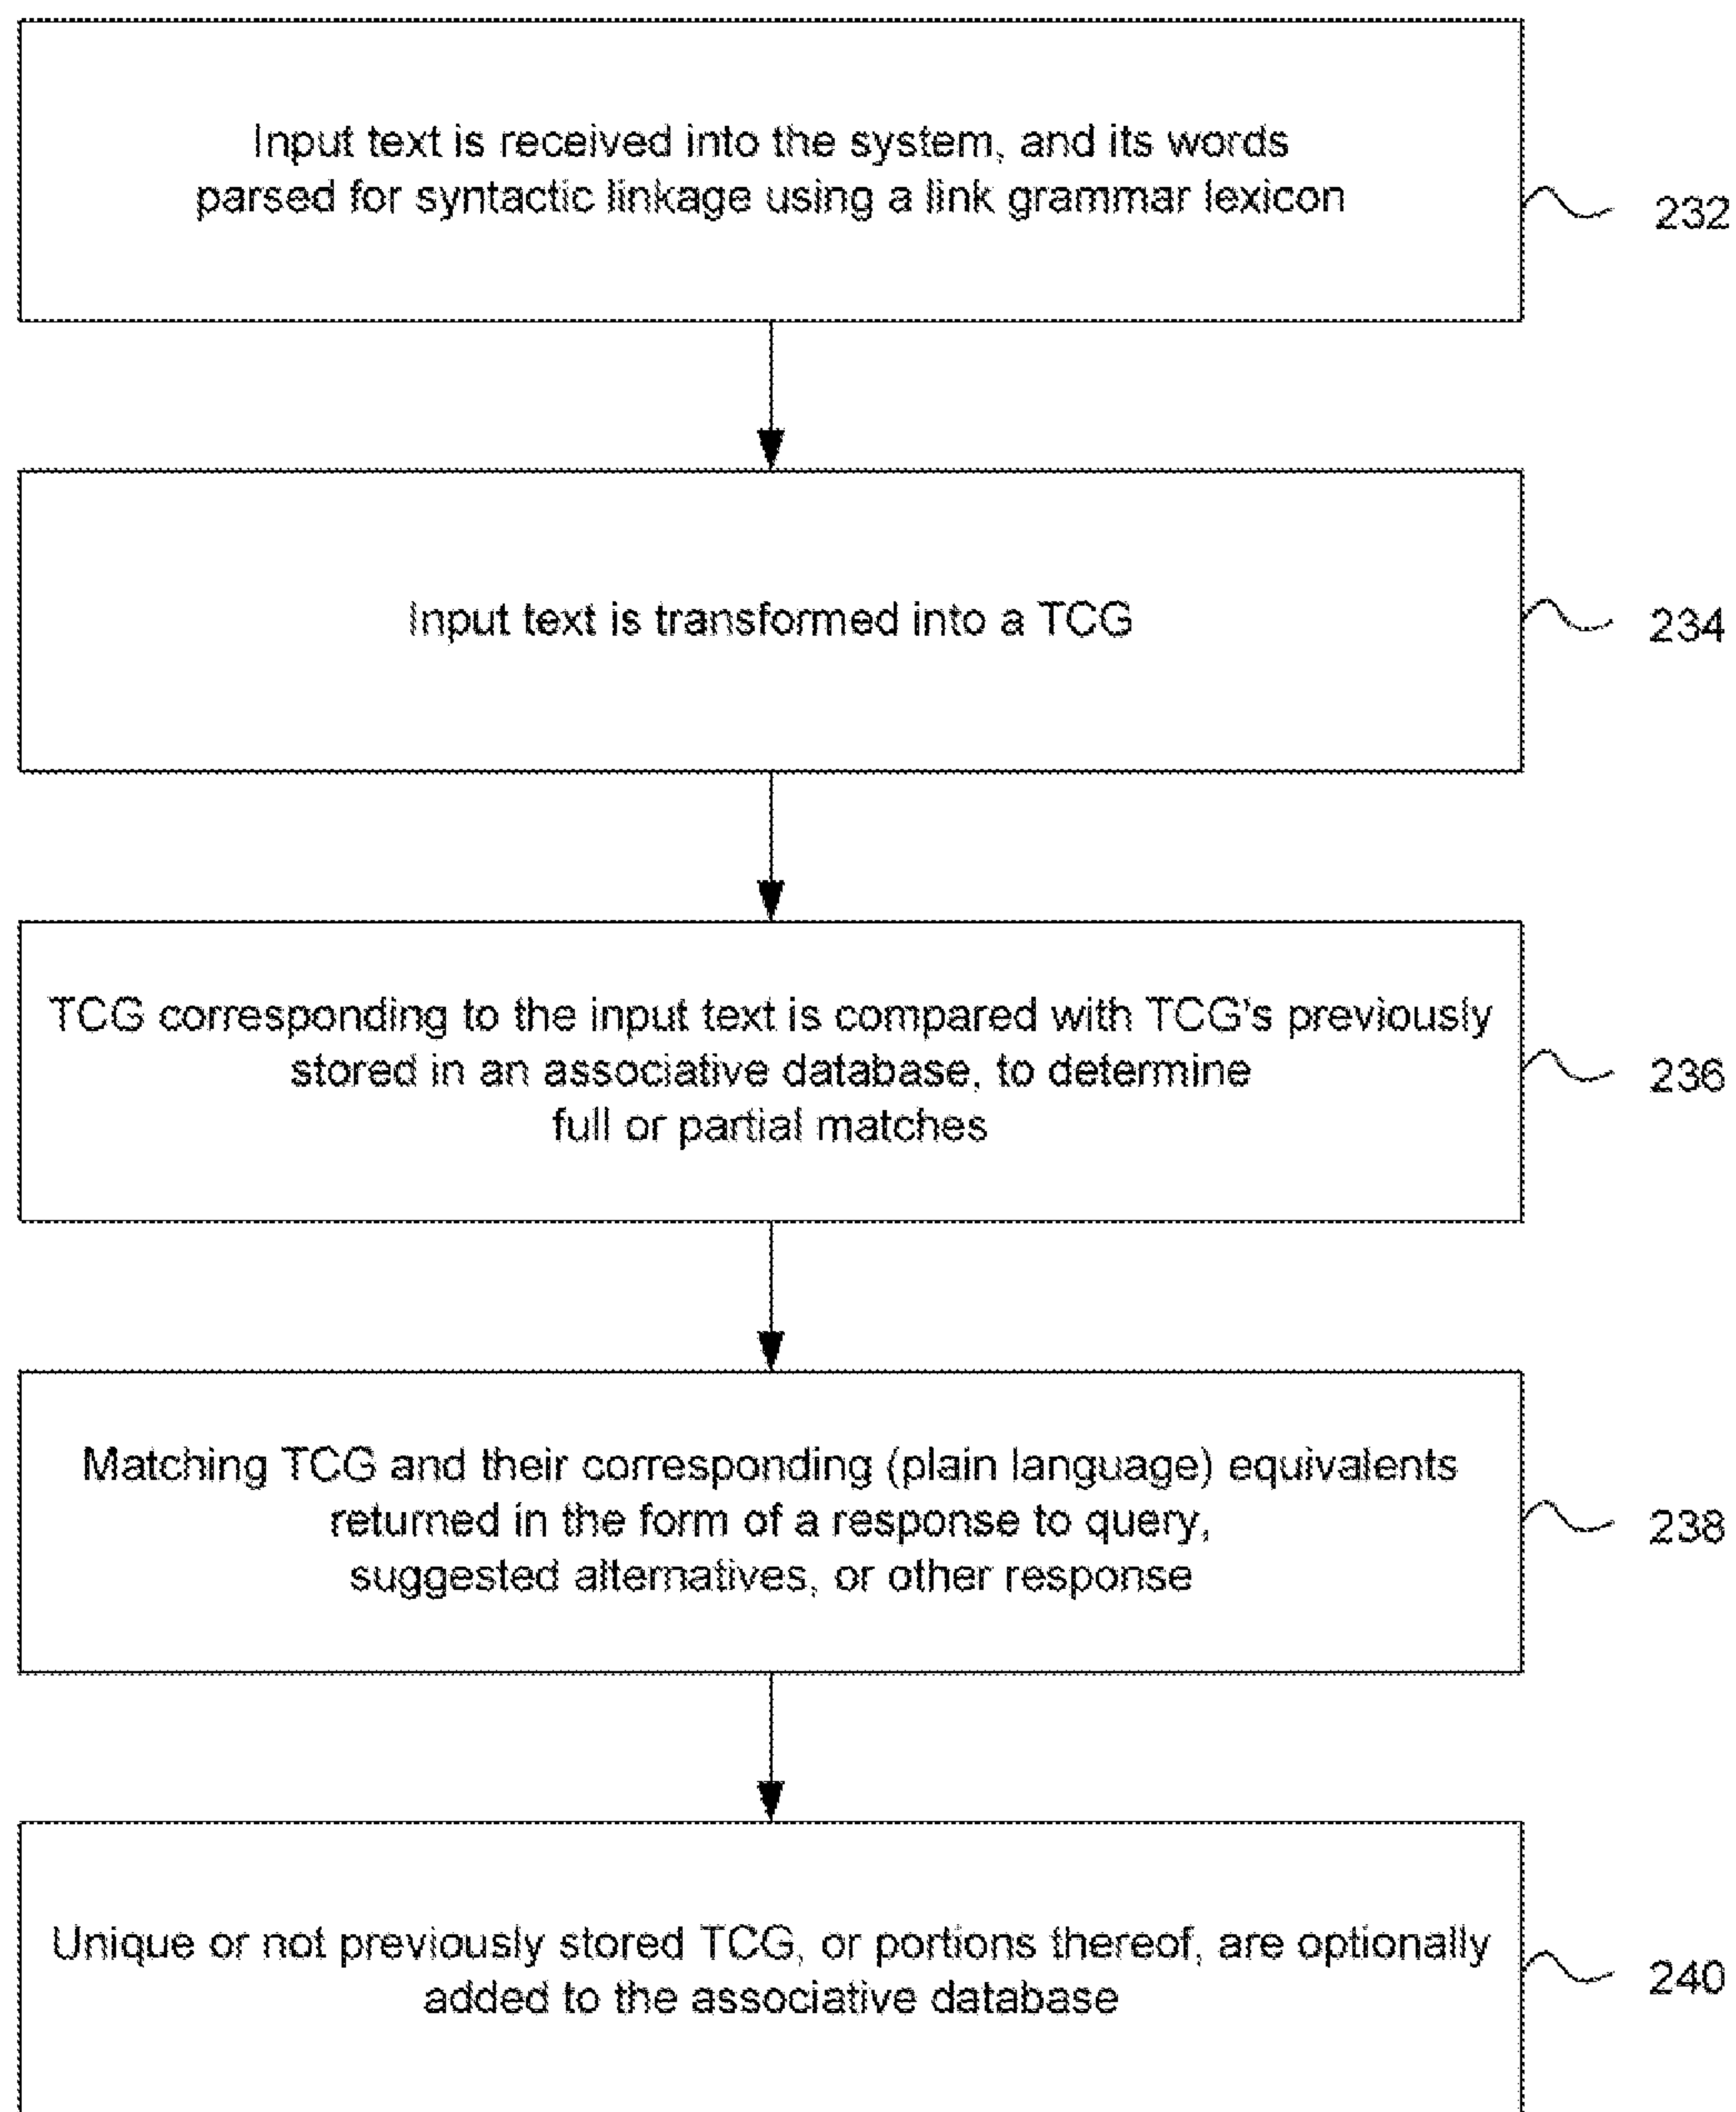 Input text is received into the system, and its words
parsed for syntactic linkage using a link grammar lexicon
232
Input text is transformed into a TCG
234
TCG corresponding to the input text is compared with TCG's previously
stored in an associative database, to determine
full or partial matches
236
Matching TCG and their corresponding (plain language) equivalents
returned in the form of a response to query,
suggested alternatives, or other response
238
Unique or not previously stored TCG, or portions thereof, are optionally
added to the associative database
240